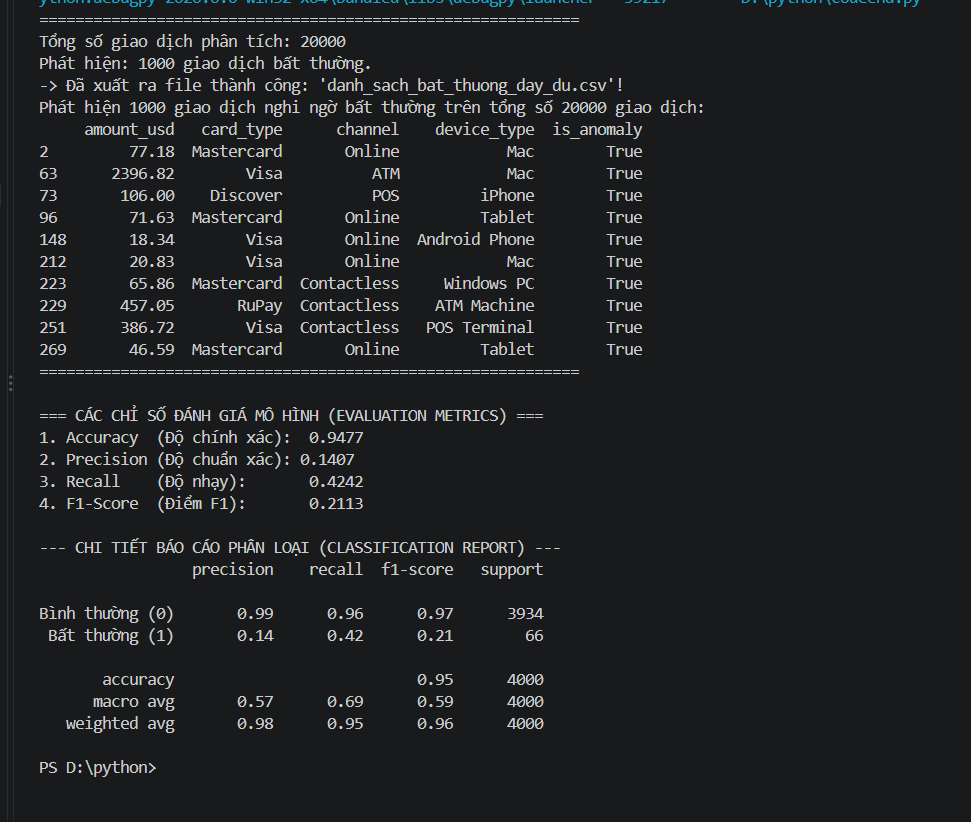 ============================================================
Tổng số giao dịch phân tích: 20000
Phát hiện: 1000 giao dịch bất thường.
-> Đã xuất ra file thành công: 'danh_sach_bat_thuong_day_du.csv'!
Phát hiện 1000 giao dịch nghi ngờ bất thường trên tổng số 20000 giao dịch:
     amount_usd   card_type      channel    device_type  is_anomaly
2         77.18  Mastercard       Online            Mac        True
63      2396.82        Visa          ATM            Mac        True
73       106.00    Discover          POS         iPhone        True
96        71.63  Mastercard       Online         Tablet        True
148       18.34        Visa       Online  Android Phone        True
212       20.83        Visa       Online            Mac        True
223       65.86  Mastercard  Contactless     Windows PC        True
229      457.05       RuPay  Contactless    ATM Machine        True
251      386.72        Visa  Contactless   POS Terminal        True
269       46.59  Mastercard       Online         Tablet        True
============================================================
=== CÁC CHỈ SỐ ĐÁNH GIÁ MÔ HÌNH (EVALUATION METRICS) ===
1. Accuracy  (Độ chính xác):  0.9477
2. Precision (Độ chuẩn xác): 0.1407
3. Recall    (Độ nhạy):       0.4242
4. F1-Score  (Điểm F1):       0.2113
--- CHI TIẾT BÁO CÁO PHÂN LOẠI (CLASSIFICATION REPORT) ---
                 precision    recall  f1-score   support
Bình thường (0)       0.99      0.96      0.97      3934
 Bất thường (1)       0.14      0.42      0.21        66
       accuracy                           0.95      4000
      macro avg       0.57      0.69      0.59      4000
   weighted avg       0.98      0.95      0.96      4000
PS D:\python>